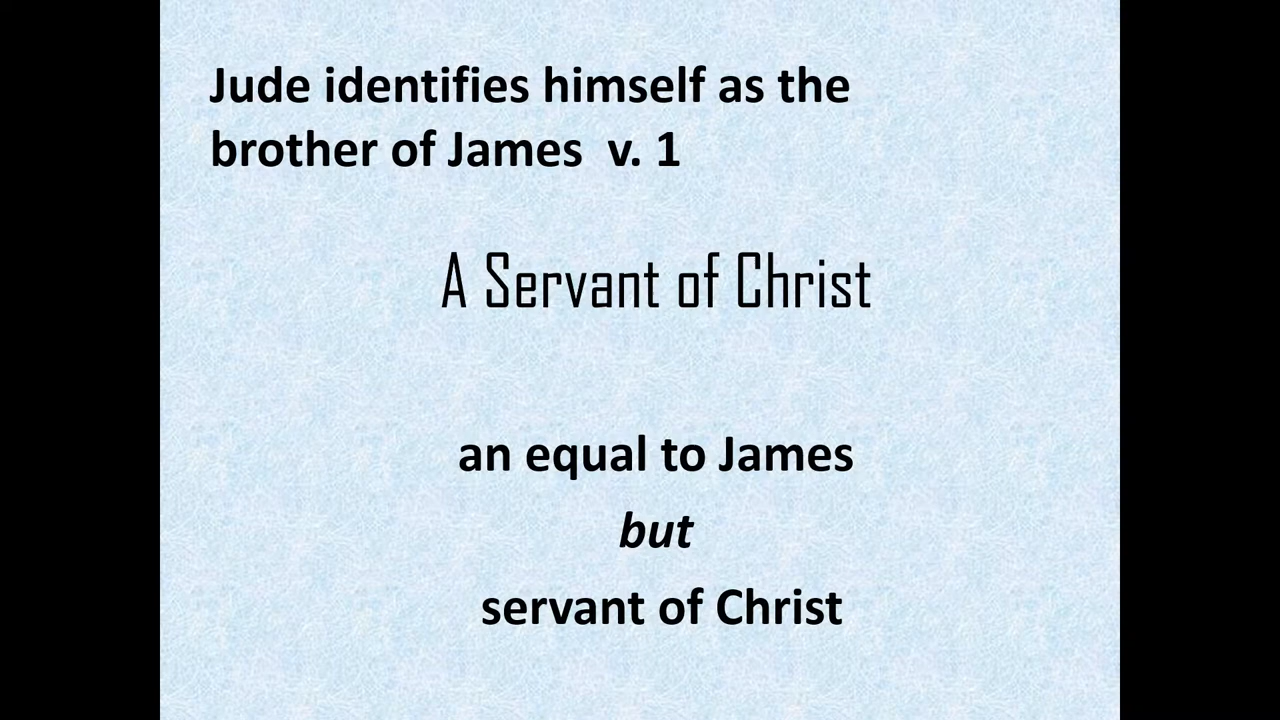 Jude identifies himself as the
brother of James  v. 1
A Servant of Christ
an equal to James
but
servant of Christ